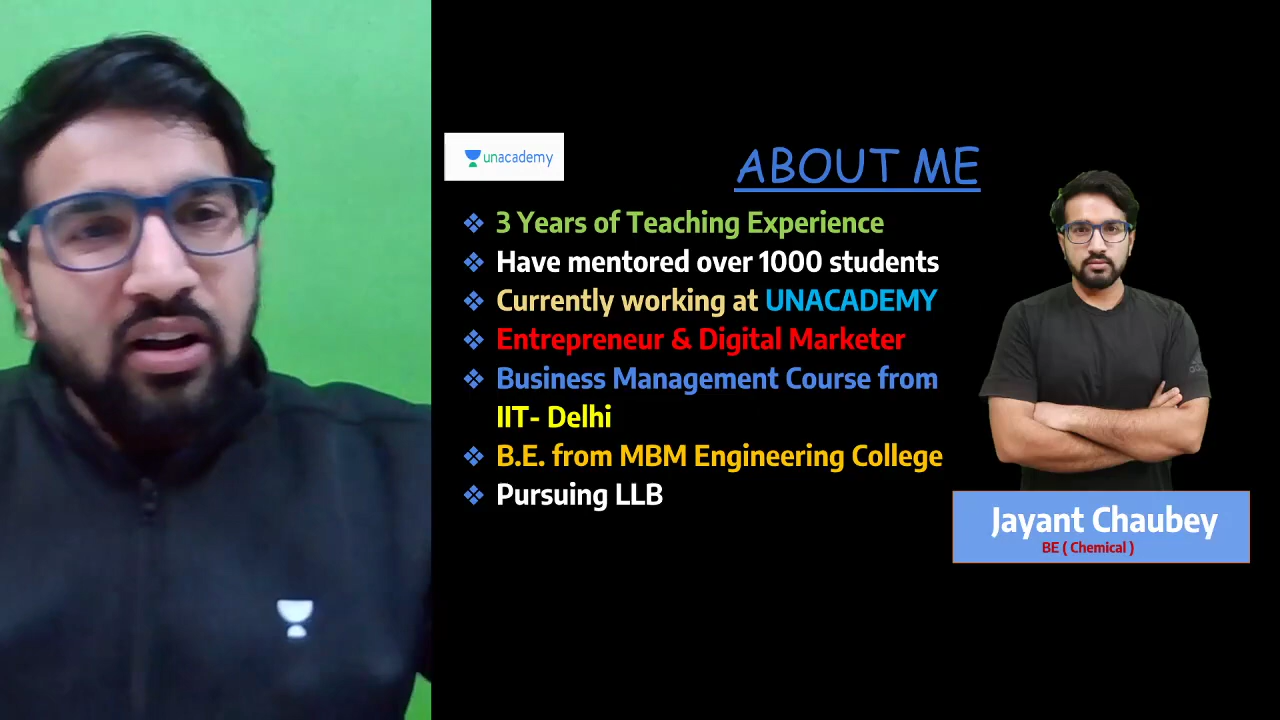 unacademy
ABOUT ME
3 Years of Teaching Experience
Have mentored over 1000 students
Currently working at UNACADEMY
Entrepreneur & Digital Marketer
Business Management Course from
IIT- Delhi
B.E. from MBM Engineering College
Pursuing LLB
Jayant Chaubey
BE ( Chemical )